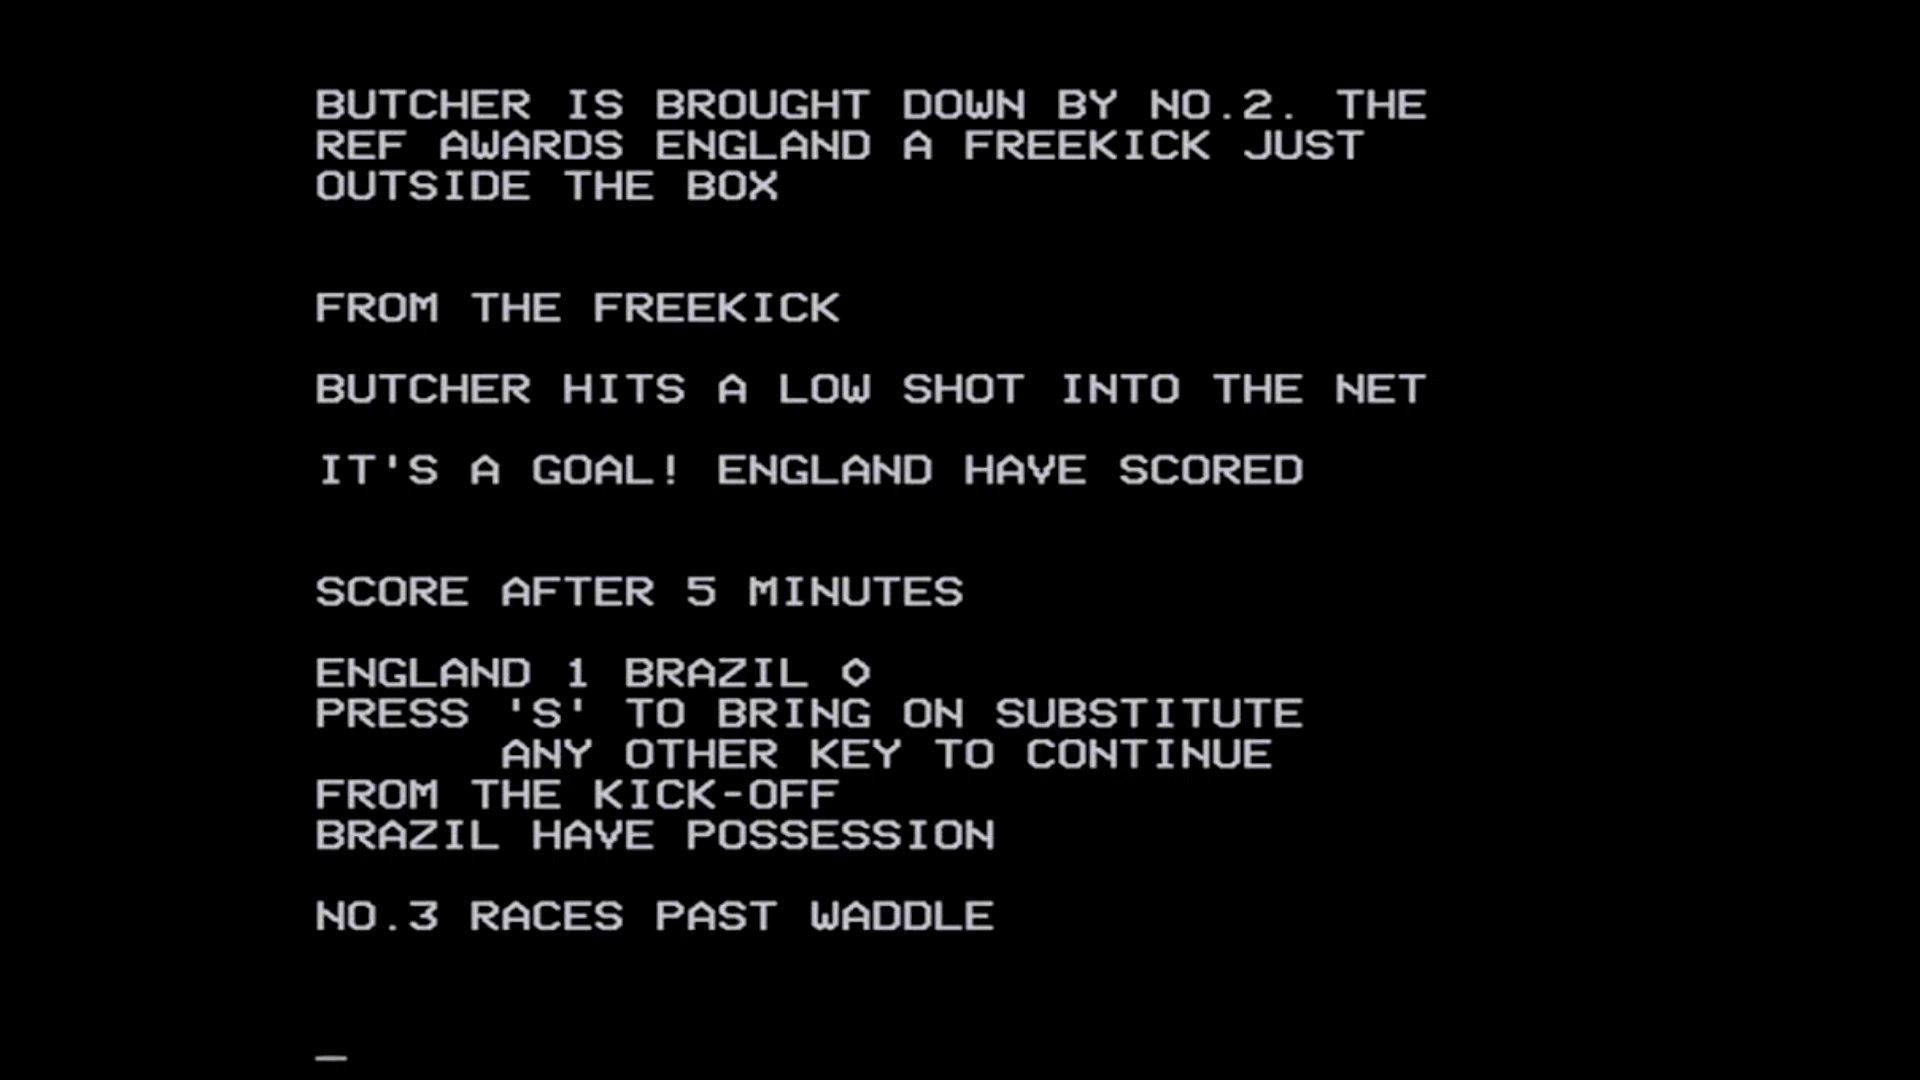 BUTCHER IS BROUGHT DOWN BY NO.2. THE
REF AWARDS ENGLAND A FREEKICK JUST
OUTSIDE THE BOX
FROM THE FREEKICK
BUTCHER HITS A LOW SHOT INTO THE NET
IT'S A GOAL! ENGLAND HAVE SCORED
SCORE AFTER 5 MINUTES
ENGLAND 1 BRAZIL 0
PRESS 'S' TO BRING ON SUBSTITUTE
ANY OTHER KEY TO CONTINUE
FROM THE KICK-OFF
BRAZIL HAVE POSSESSION
NO.3 RACES PAST WADDLE
_